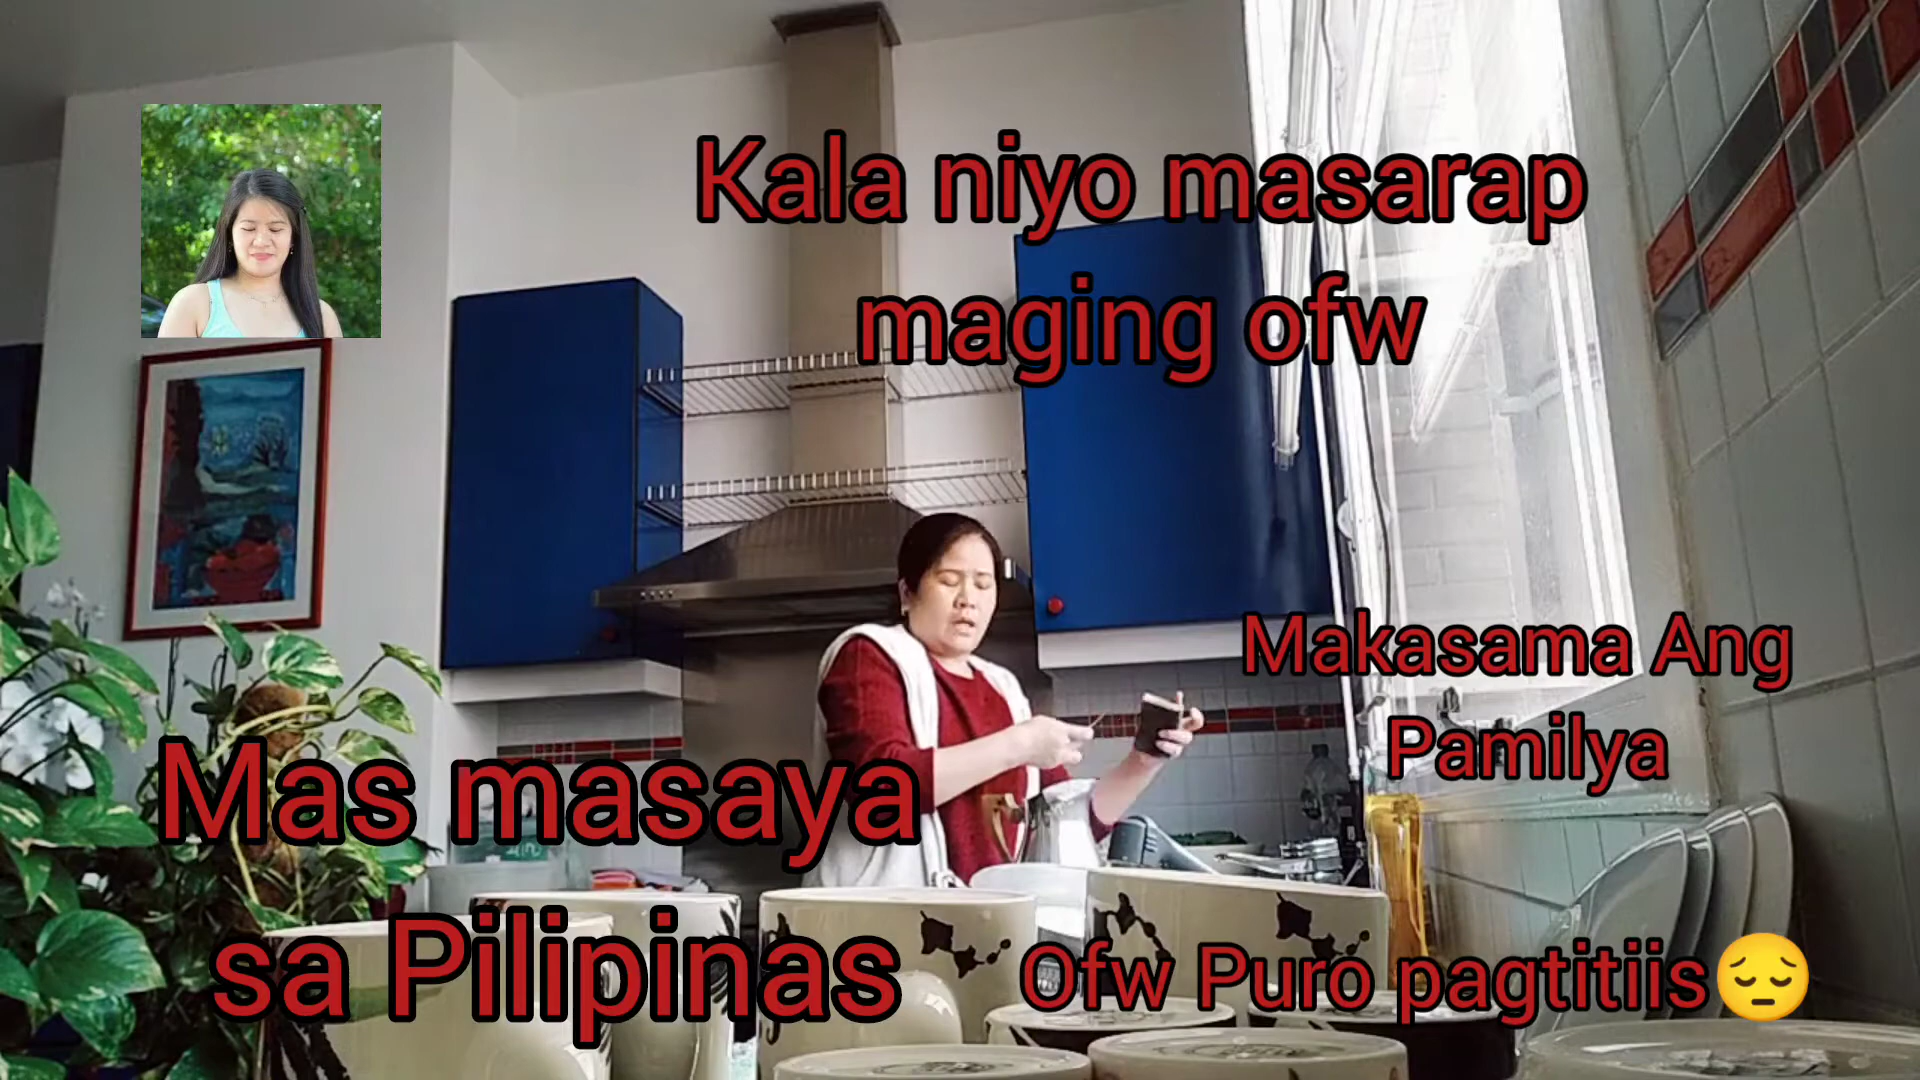 Kala niyo masarap
maging ofw
Makasama Ang
Pamilya
Mas masaya
sa Pilipinas
Ofw Puro pagtitiis😔